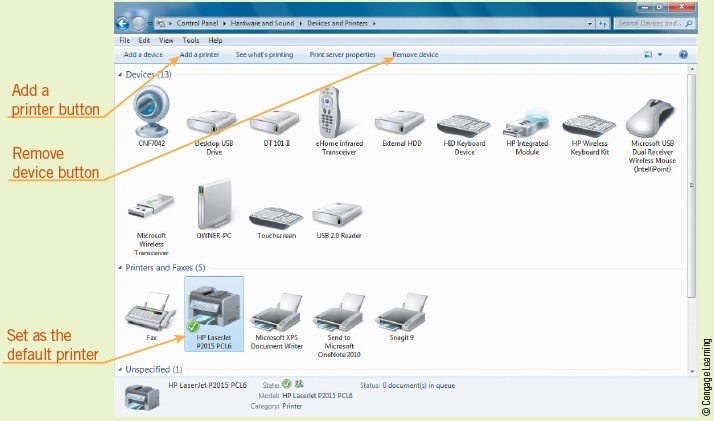 Control Panel ▸ Hardware and Sound ▸ Devices and Printers ▸
Search Devices and...
File Edit View Tools Help
Add a device Add a printer See what's printing Print server properties Remove device
Devices (13)
Add a
printer button
CNF7042
Desktop USB
Drive
DT 101 II
eHome Infrared
Transceiver
External HDD
HID Keyboard
Device
HP Integrated
Module
HP Wireless
Keyboard Kit
Microsoft USB
Dual Receiver
Wireless Mouse
(IntelliPoint)
Remove
device button
Microsoft
Wireless
Transceiver
OWNER-PC
Touchscreen
USB 2.0 Reader
Printers and Faxes (5)
Set as the
default printer
Fax
HP LaserJet
P2015 PCL6
Microsoft XPS
Document Writer
Send to
Microsoft
OneNote 2010
Snagit 9
Unspecified (1)
HP LaserJet P2015 PCL6 State: Status: 0 document(s) in queue
Model: HP LaserJet P2015 PCL6
Category: Printer
© Cengage Learning